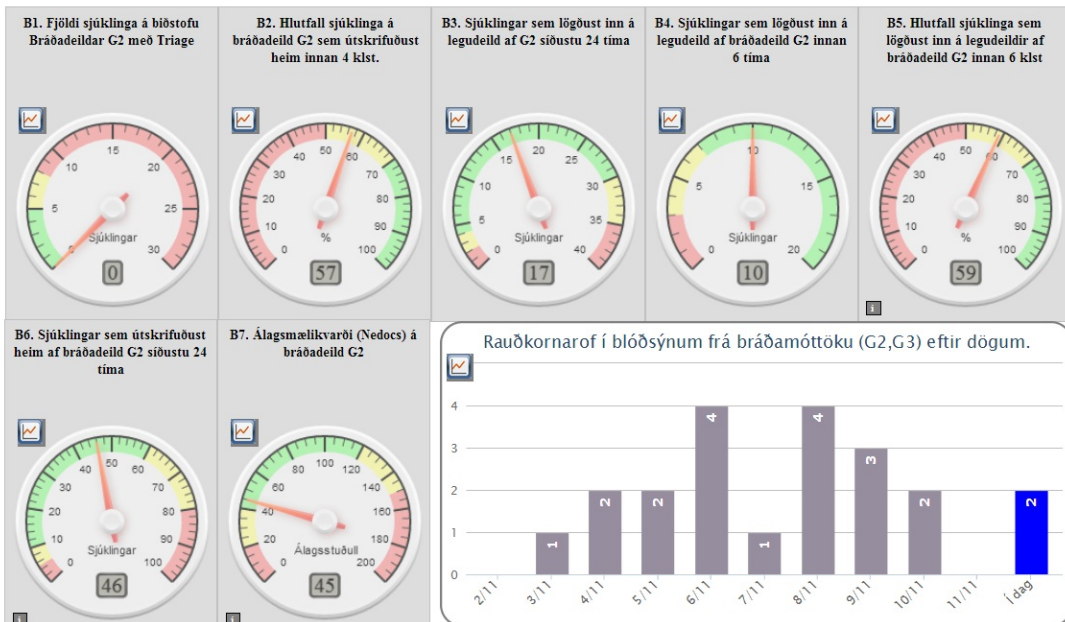 B1. Fjöldi sjúklinga á biðstofu
Bráðadeildar G2 með Triage
B2. Hlutfall sjúklinga á
bráðadeild G2 sem útskrifuðust
heim innan 4 klst.
B3. Sjúklingar sem lögðust inn á
legudeild af G2 síðustu 24 tíma
B4. Sjúklingar sem lögðust inn á
legudeild af bráðadeild G2 innan
6 tíma
B5. Hlutfall sjúklinga sem
lögðust inn á legudeildir af
bráðadeild G2 innan 6 klst
0 5 10 15 20 25 30
Sjúklingar
0
0 10 20 30 40 50 60 70 80 90 100
%
57
0 5 10 15 20 25 30 35 40
Sjúklingar
17
0 5 10 15 20
Sjúklingar
10
0 10 20 30 40 50 60 70 80 90 100
%
59
i
B6. Sjúklingar sem útskrifuðust
heim af bráðadeild G2 síðustu 24
tíma
B7. Álagsmælikvarði (Nedocs) á
bráðadeild G2
0 10 20 30 40 50 60 70 80 90 100
Sjúklingar
46
i
0 20 40 60 80 100 120 140 160 180 200
Álagsstuðull
45
i
Rauðkornarof í blóðsýnum frá bráðamóttöku (G2,G3) eftir dögum.
4
3
2
1
0
1 2 2 4 1 4 3 2 2
2/11 3/11 4/11 5/11 6/11 7/11 8/11 9/11 10/11 11/11 Í dag